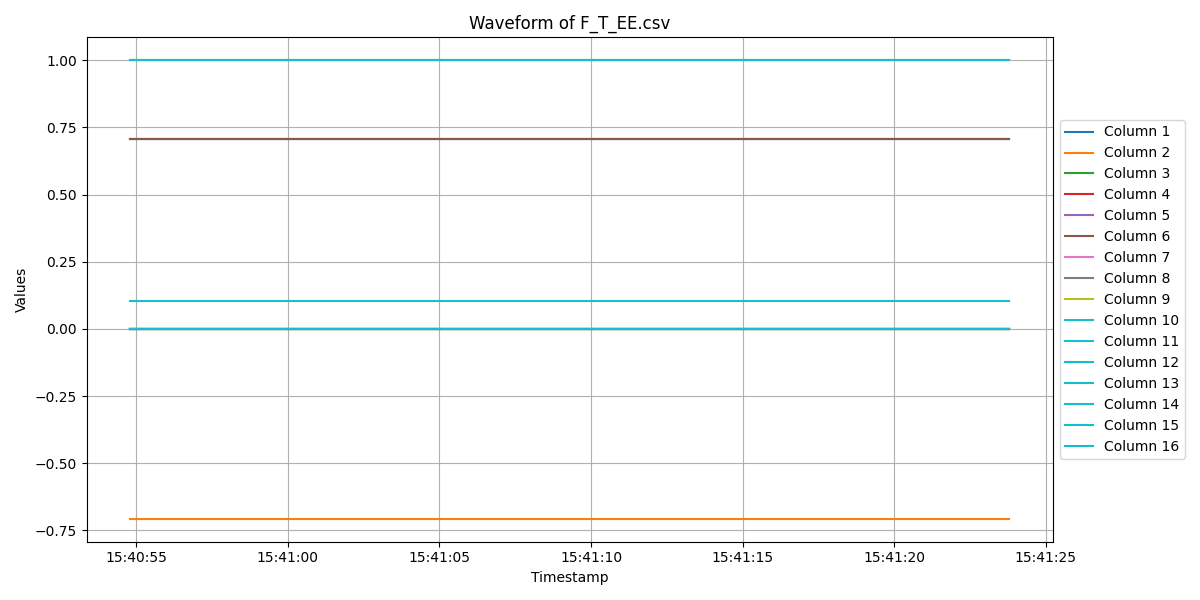 Waveform of F_T_EE.csv
1.00
0.75
0.50
0.25
0.00
−0.25
−0.50
−0.75
Values
15:40:55
15:41:00
15:41:05
15:41:10
15:41:15
15:41:20
15:41:25
Timestamp
Column 1
Column 2
Column 3
Column 4
Column 5
Column 6
Column 7
Column 8
Column 9
Column 10
Column 11
Column 12
Column 13
Column 14
Column 15
Column 16